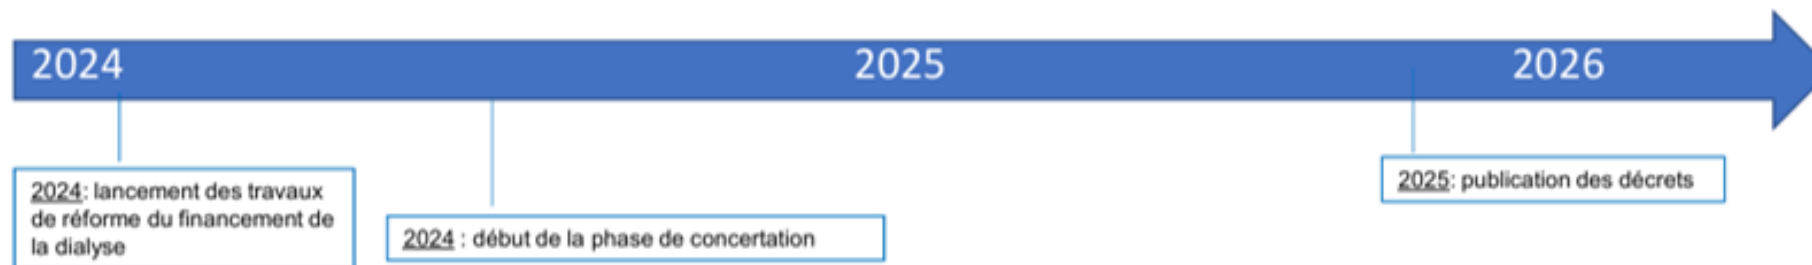 2024 2025 2026
2024: lancement des travaux
de réforme du financement de
la dialyse
2024 : début de la phase de concertation
2025: publication des décrets